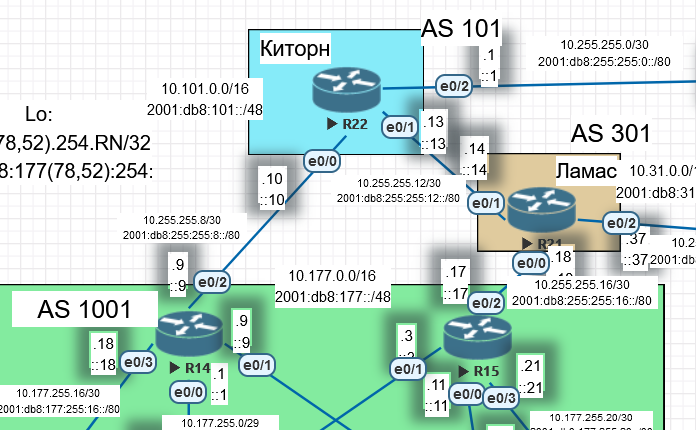 AS 101
Киторн
.1
::1
10.255.255.0/30
2001:db8:255:255:0::/80
10.101.0.0/16
2001:db8:101::/48
e0/2
Lo:
78,52).254.RN/32
8:177(78,52):254:
R22
e0/1
.13
::13
AS 301
e0/0
.14
::14
Ламас
10.31.0.0/1
2001:db8:31
.10
::10
10.255.255.12/30
2001:db8:255:255:12::/80
e0/1
e0/2
10.255.255.8/30
2001:db8:255:255:8::/80
R21
.37
::37
10.2
2001:db8
e0/0
.18
.9
::9
e0/2
10.177.0.0/16
2001:db8:177::/48
.17
::17
e0/2
10.255.255.16/30
2001:db8:255:255:16::/80
AS 1001
.9
::9
.18
::18
e0/3
R14
e0/1
.3
e0/1
R15
.21
::21
.1
::1
e0/0
.11
::11
e0/0
e0/3
10.177.255.16/30
2001:db8:177:255:16::/80
10.177.255.0/29
10.177.255.20/30